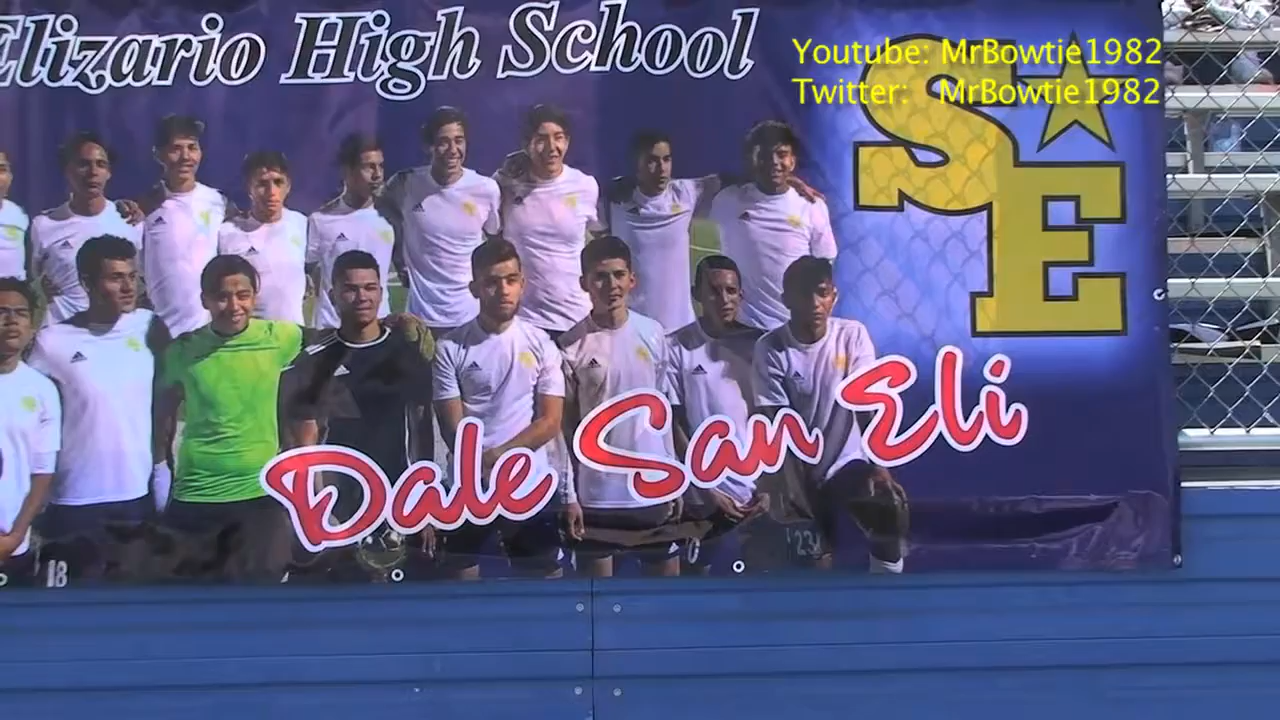 Elizario High School
Youtube: MrBowtie1982
Twitter: MrBowtie1982
SE
Dale San Eli
18
23